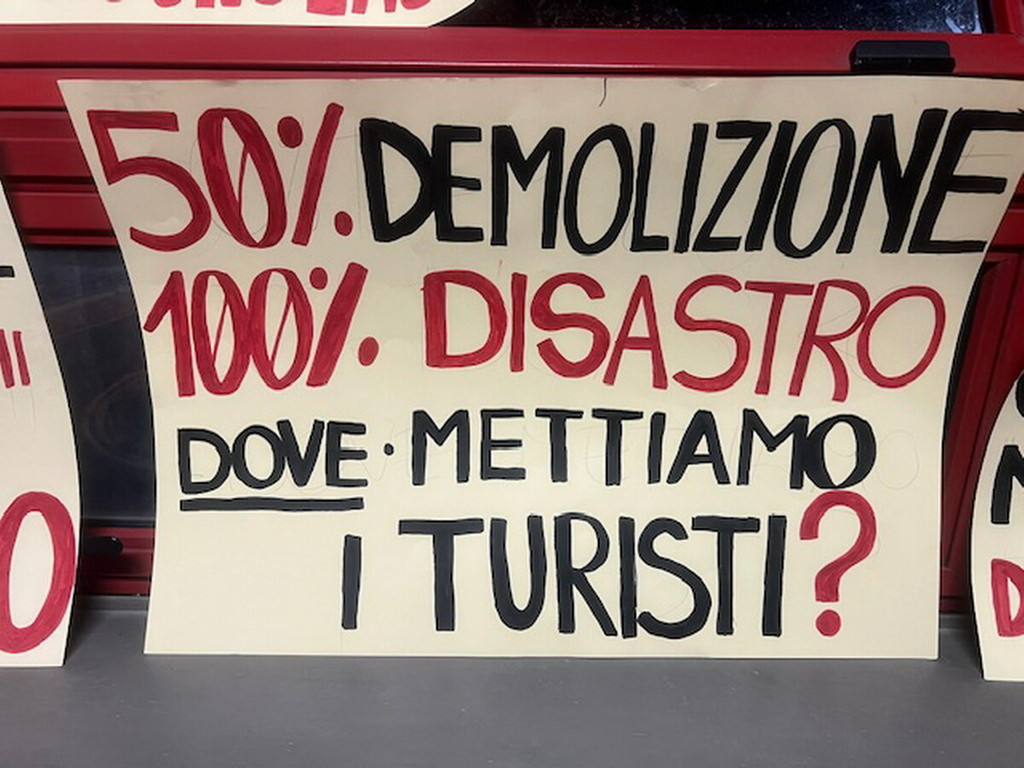 50%. DEMOLIZIONE
100%. DISASTRO
DOVE · METTIAMO
I TURISTI?